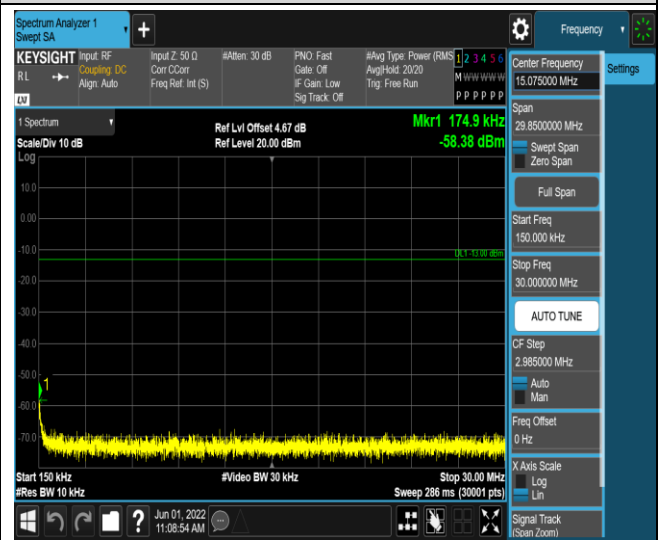 Spectrum Analyzer 1
Swept SA
Frequency
KEYSIGHT
RL
LXI
Input: RF
Coupling: DC
Align: Auto
Input Z: 50 Ω
Corr CCorr
Freq Ref: Int (S)
#Atten: 30 dB
PNO: Fast
Gate: Off
IF Gain: Low
Sig Track: Off
#Avg Type: Power (RMS
Avg|Hold: 20/20
Trig: Free Run
1 2 3 4 5 6
M W W W W W
P P P P P P
1 Spectrum
Scale/Div 10 dB
Log
Ref Lvl Offset 4.67 dB
Ref Level 20.00 dBm
Mkr1 174.9 kHz
-58.38 dBm
10.0
0.00
-10.0
DL1 -13.00 dBm
-20.0
-30.0
-40.0
-50.0
1
-60.0
-70.0
Start 150 kHz
#Res BW 10 kHz
#Video BW 30 kHz
Stop 30.00 MHz
Sweep 286 ms (30001 pts)
Jun 01, 2022
11:08:54 AM
Center Frequency
15.075000 MHz
Settings
Span
29.8500000 MHz
Swept Span
Zero Span
Full Span
Start Freq
150.000 kHz
Stop Freq
30.000000 MHz
AUTO TUNE
CF Step
2.985000 MHz
Auto
Man
Freq Offset
0 Hz
X Axis Scale
Log
Lin
Signal Track
(Span Zoom)